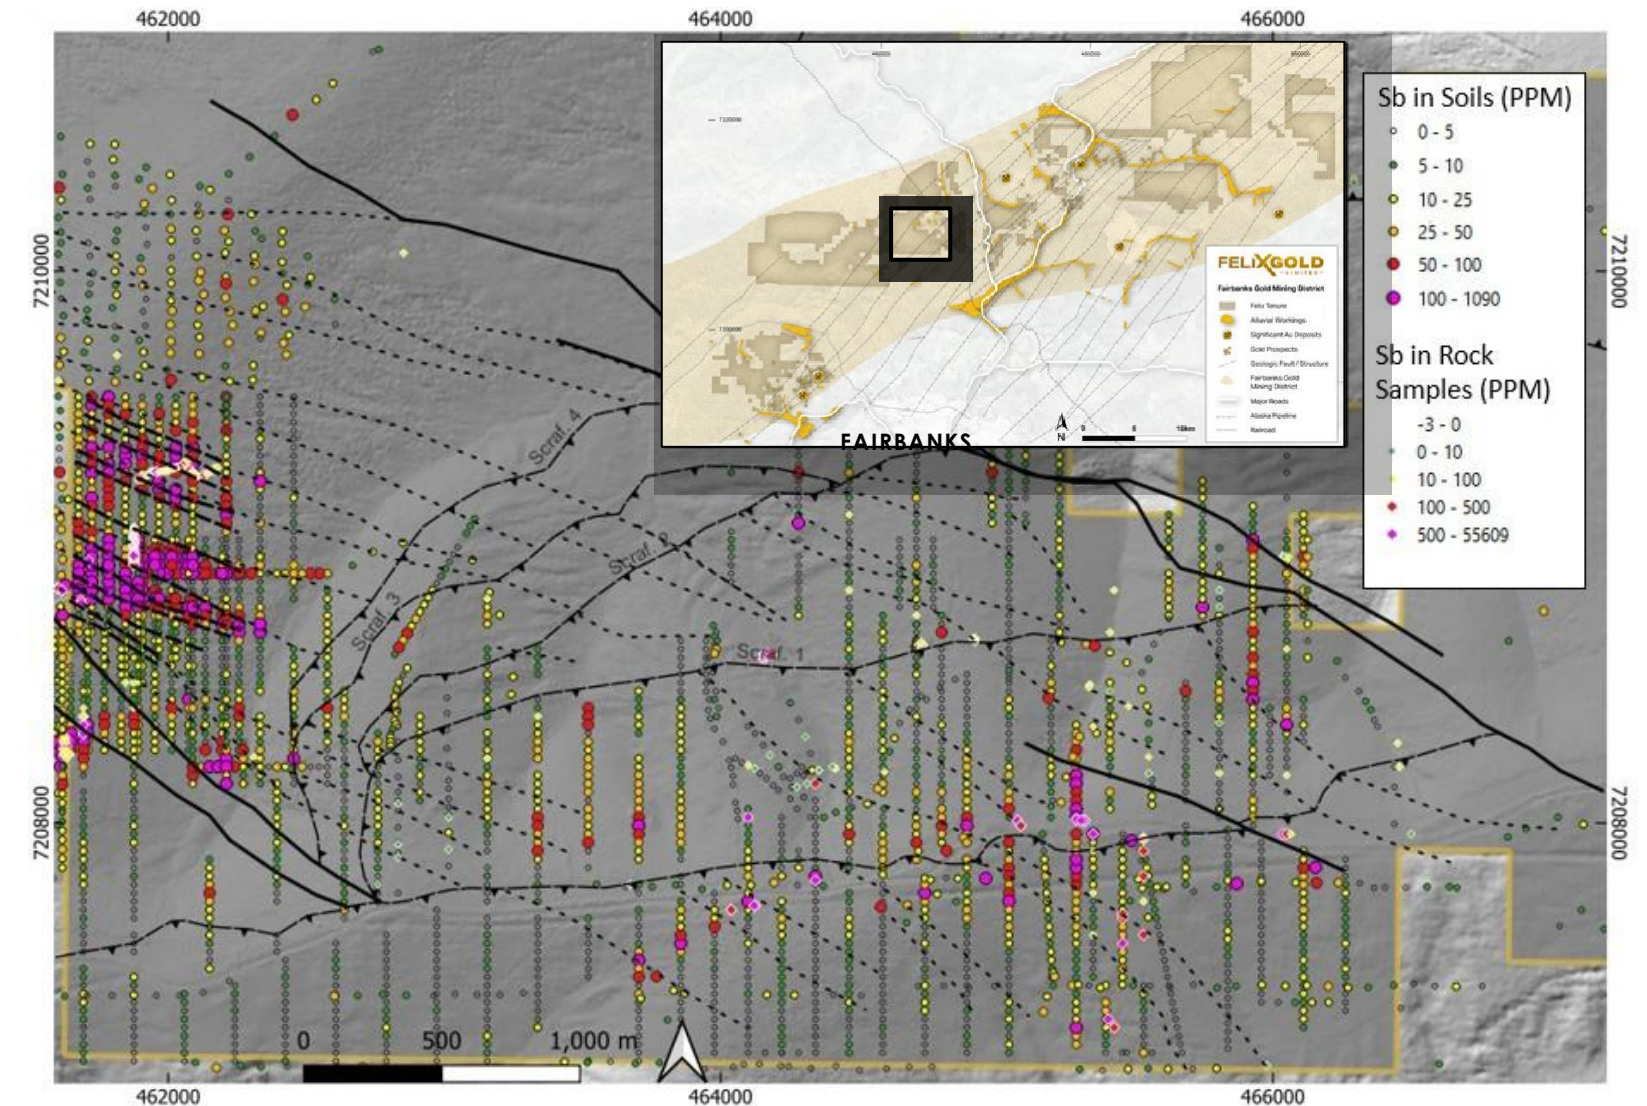 462000
464000
466000
7210000
7208000
7210000
7208000
462000
464000
466000
Scraf. 4
Scraf. 3
Scraf. 2
Scraf. 1
0
500
1,000 m
FELIXGOLD
LIMITED
Fairbanks Gold Mining District
Felix Tenure
Alluvial Workings
Significant Au Deposits
Gold Prospects
Geologic Fault / Structure
Fairbanks Gold
Mining District
Major Roads
Alaska Pipeline
Railroad
N
0
5
10km
FAIRBANKS
Sb in Soils (PPM)
0 - 5
5 - 10
10 - 25
25 - 50
50 - 100
100 - 1090
Sb in Rock
Samples (PPM)
-3 - 0
0 - 10
10 - 100
100 - 500
500 - 55609